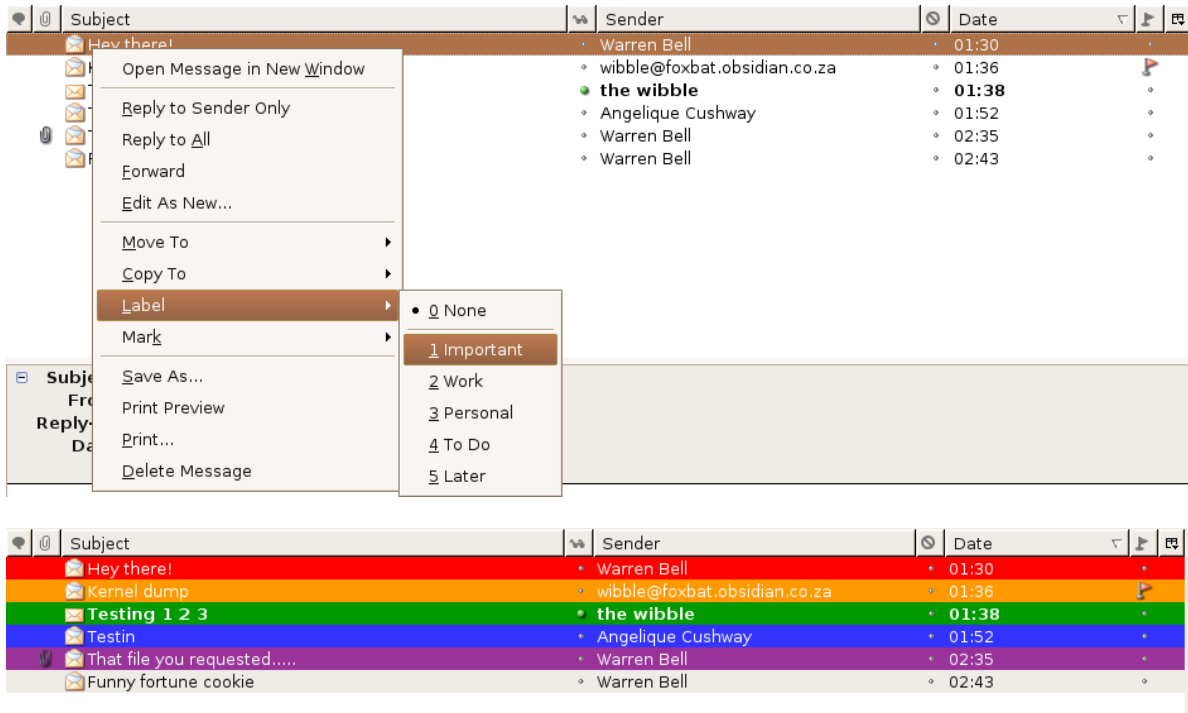 Subject Sender Date
Hey there! Warren Bell 01:30
wibble@foxbat.obsidian.co.za 01:36
the wibble 01:38
Angelique Cushway 01:52
Warren Bell 02:35
Warren Bell 02:43
Open Message in New Window
Reply to Sender Only
Reply to All
Forward
Edit As New...
Move To
Copy To
Label
Mark
Save As...
Print Preview
Print...
Delete Message
0 None
1 Important
2 Work
3 Personal
4 To Do
5 Later
Subject Sender Date
Hey there! Warren Bell 01:30
Kernel dump wibble@foxbat.obsidian.co.za 01:36
Testing 1 2 3 the wibble 01:38
Testin Angelique Cushway 01:52
That file you requested..... Warren Bell 02:35
Funny fortune cookie Warren Bell 02:43